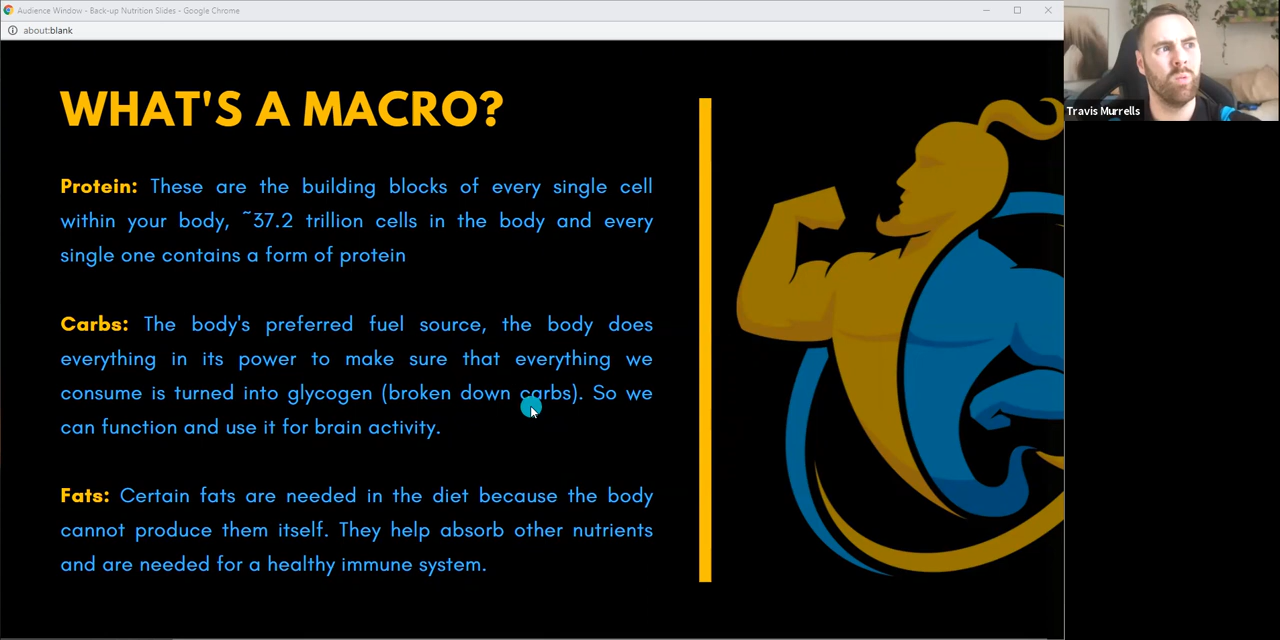 Audience Window - Back-up Nutrition Slides - Google Chrome
about:blank
WHAT'S A MACRO?
Protein: These are the building blocks of every single cell
within your body, ~37.2 trillion cells in the body and every
single one contains a form of protein
Carbs: The body's preferred fuel source, the body does
everything in its power to make sure that everything we
consume is turned into glycogen (broken down carbs). So we
can function and use it for brain activity.
Fats: Certain fats are needed in the diet because the body
cannot produce them itself. They help absorb other nutrients
and are needed for a healthy immune system.
Travis Murrells